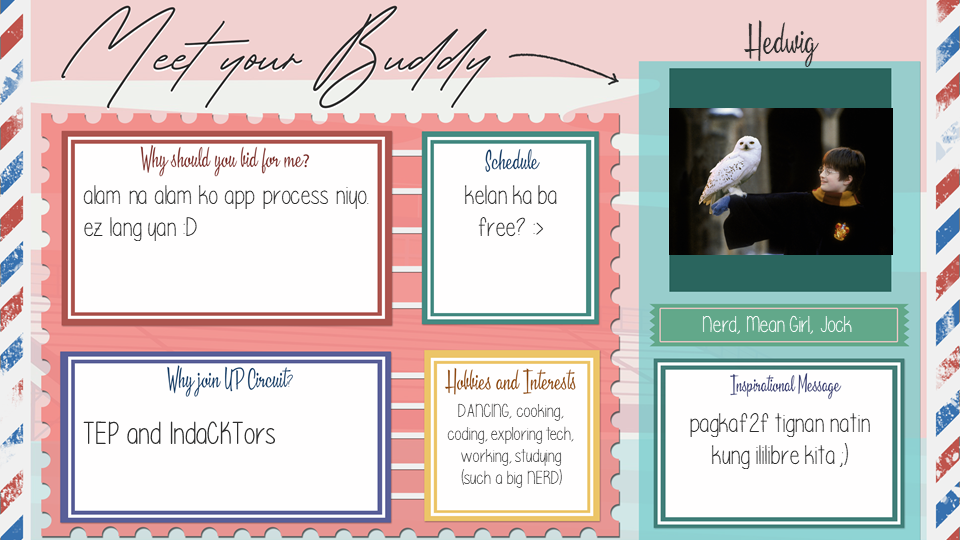 Meet your Buddy
Hedwig
Why should you bid for me?
alam na alam ko app process niyo.
ez lang yan :D
Schedule
kelan ka ba
free? :>
Nerd, Mean Girl, Jock
Why join UP Circuit?
TEP and IndaCKTors
Hobbies and Interests
DANCING, cooking,
coding, exploring tech,
working, studying
(such a big NERD)
Inspirational Message
pagkaf2f tignan natin
kung ililibre kita ;)